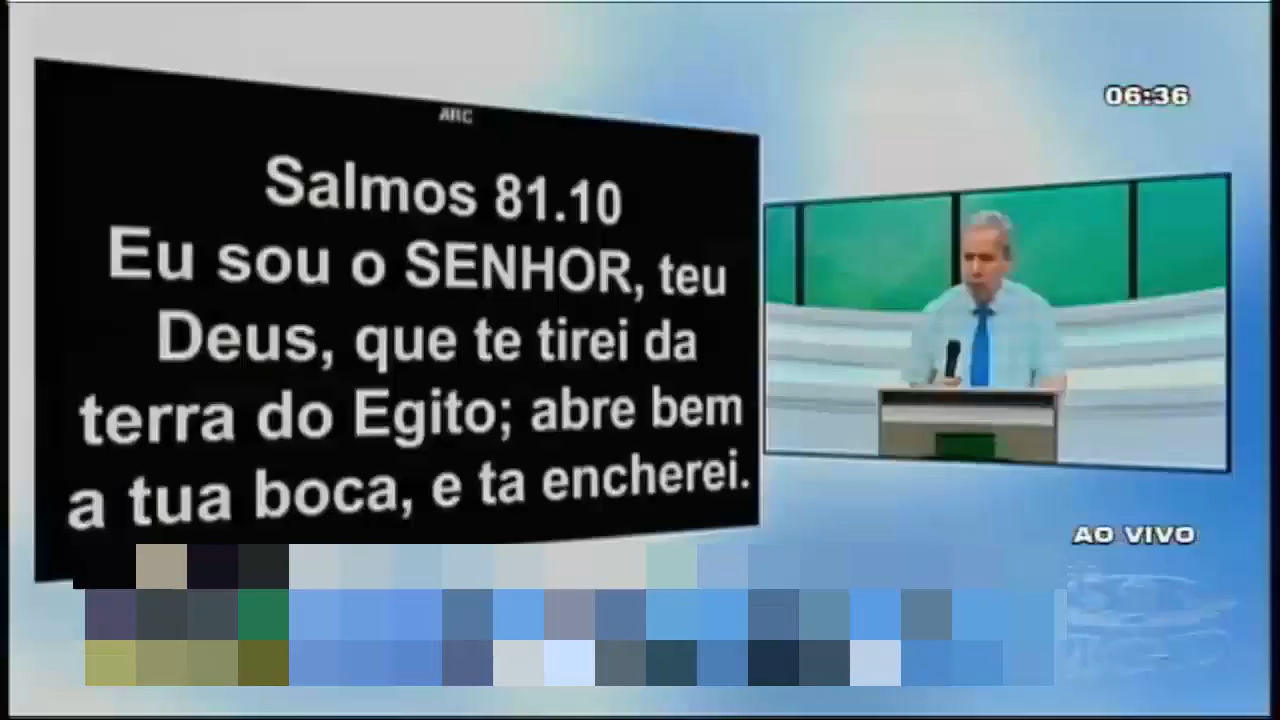 ARC
Salmos 81.10
Eu sou o SENHOR, teu
Deus, que te tirei da
terra do Egito; abre bem
a tua boca, e ta encherei.
06:36
AO VIVO